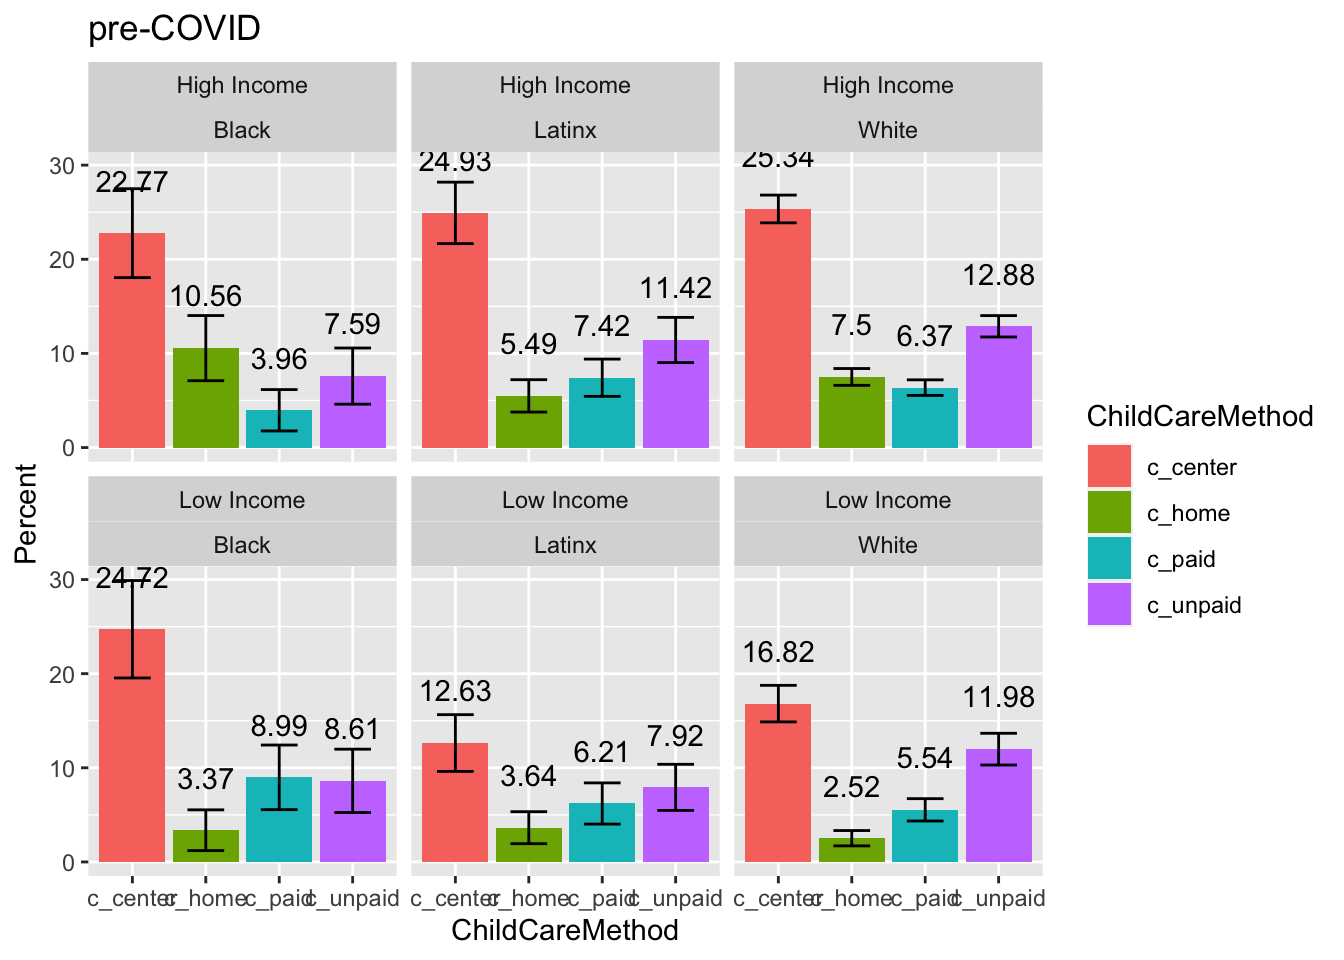 pre-COVID
High Income High Income High Income
Black Latinx White
30
22.77 24.93 25.34
20
10.56 7.59 5.49 7.42 11.42 7.5 6.37 12.88
3.96
10
0
Percent
Low Income Low Income Low Income
Black Latinx White
30
24.72
20
12.63 16.82
8.99 8.61 6.21 7.92 5.54 11.98
10
3.37 3.64 2.52
0
c_center c_home c_paid c_unpaid c_center c_home c_paid c_unpaid c_center c_home c_paid c_unpaid
ChildCareMethod
ChildCareMethod
c_center
c_home
c_paid
c_unpaid